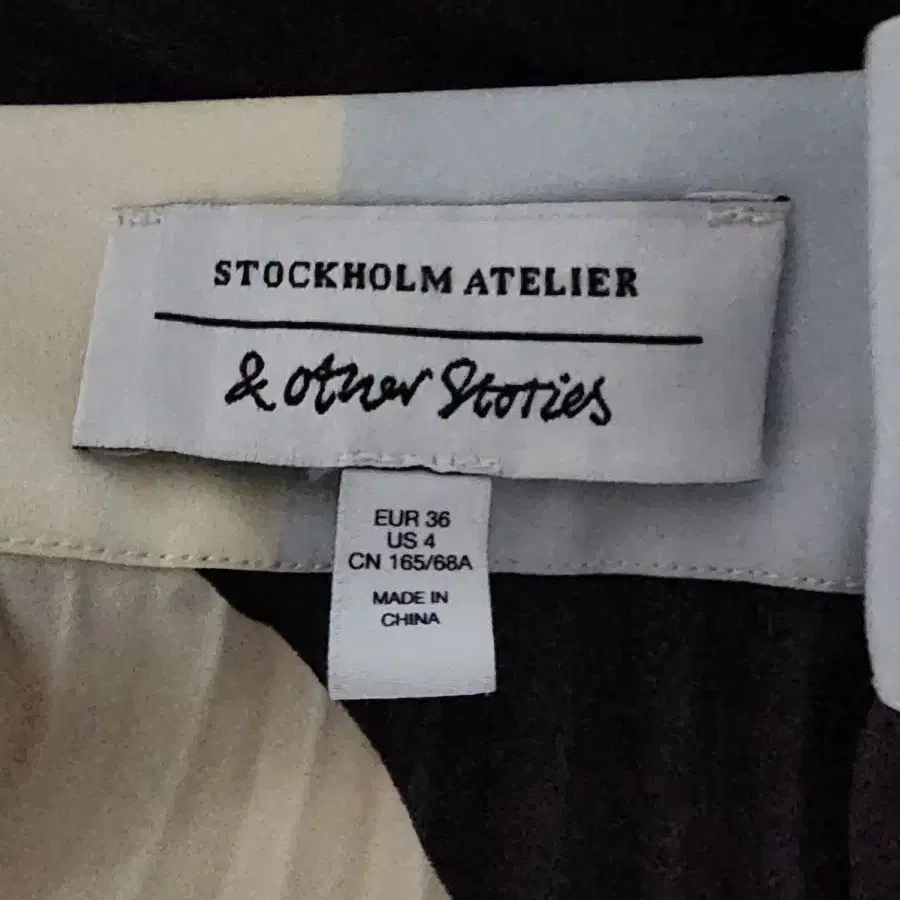 STOCKHOLM ATELIER
& other Stories
EUR 36
US 4
CN 165/68A
MADE IN
CHINA